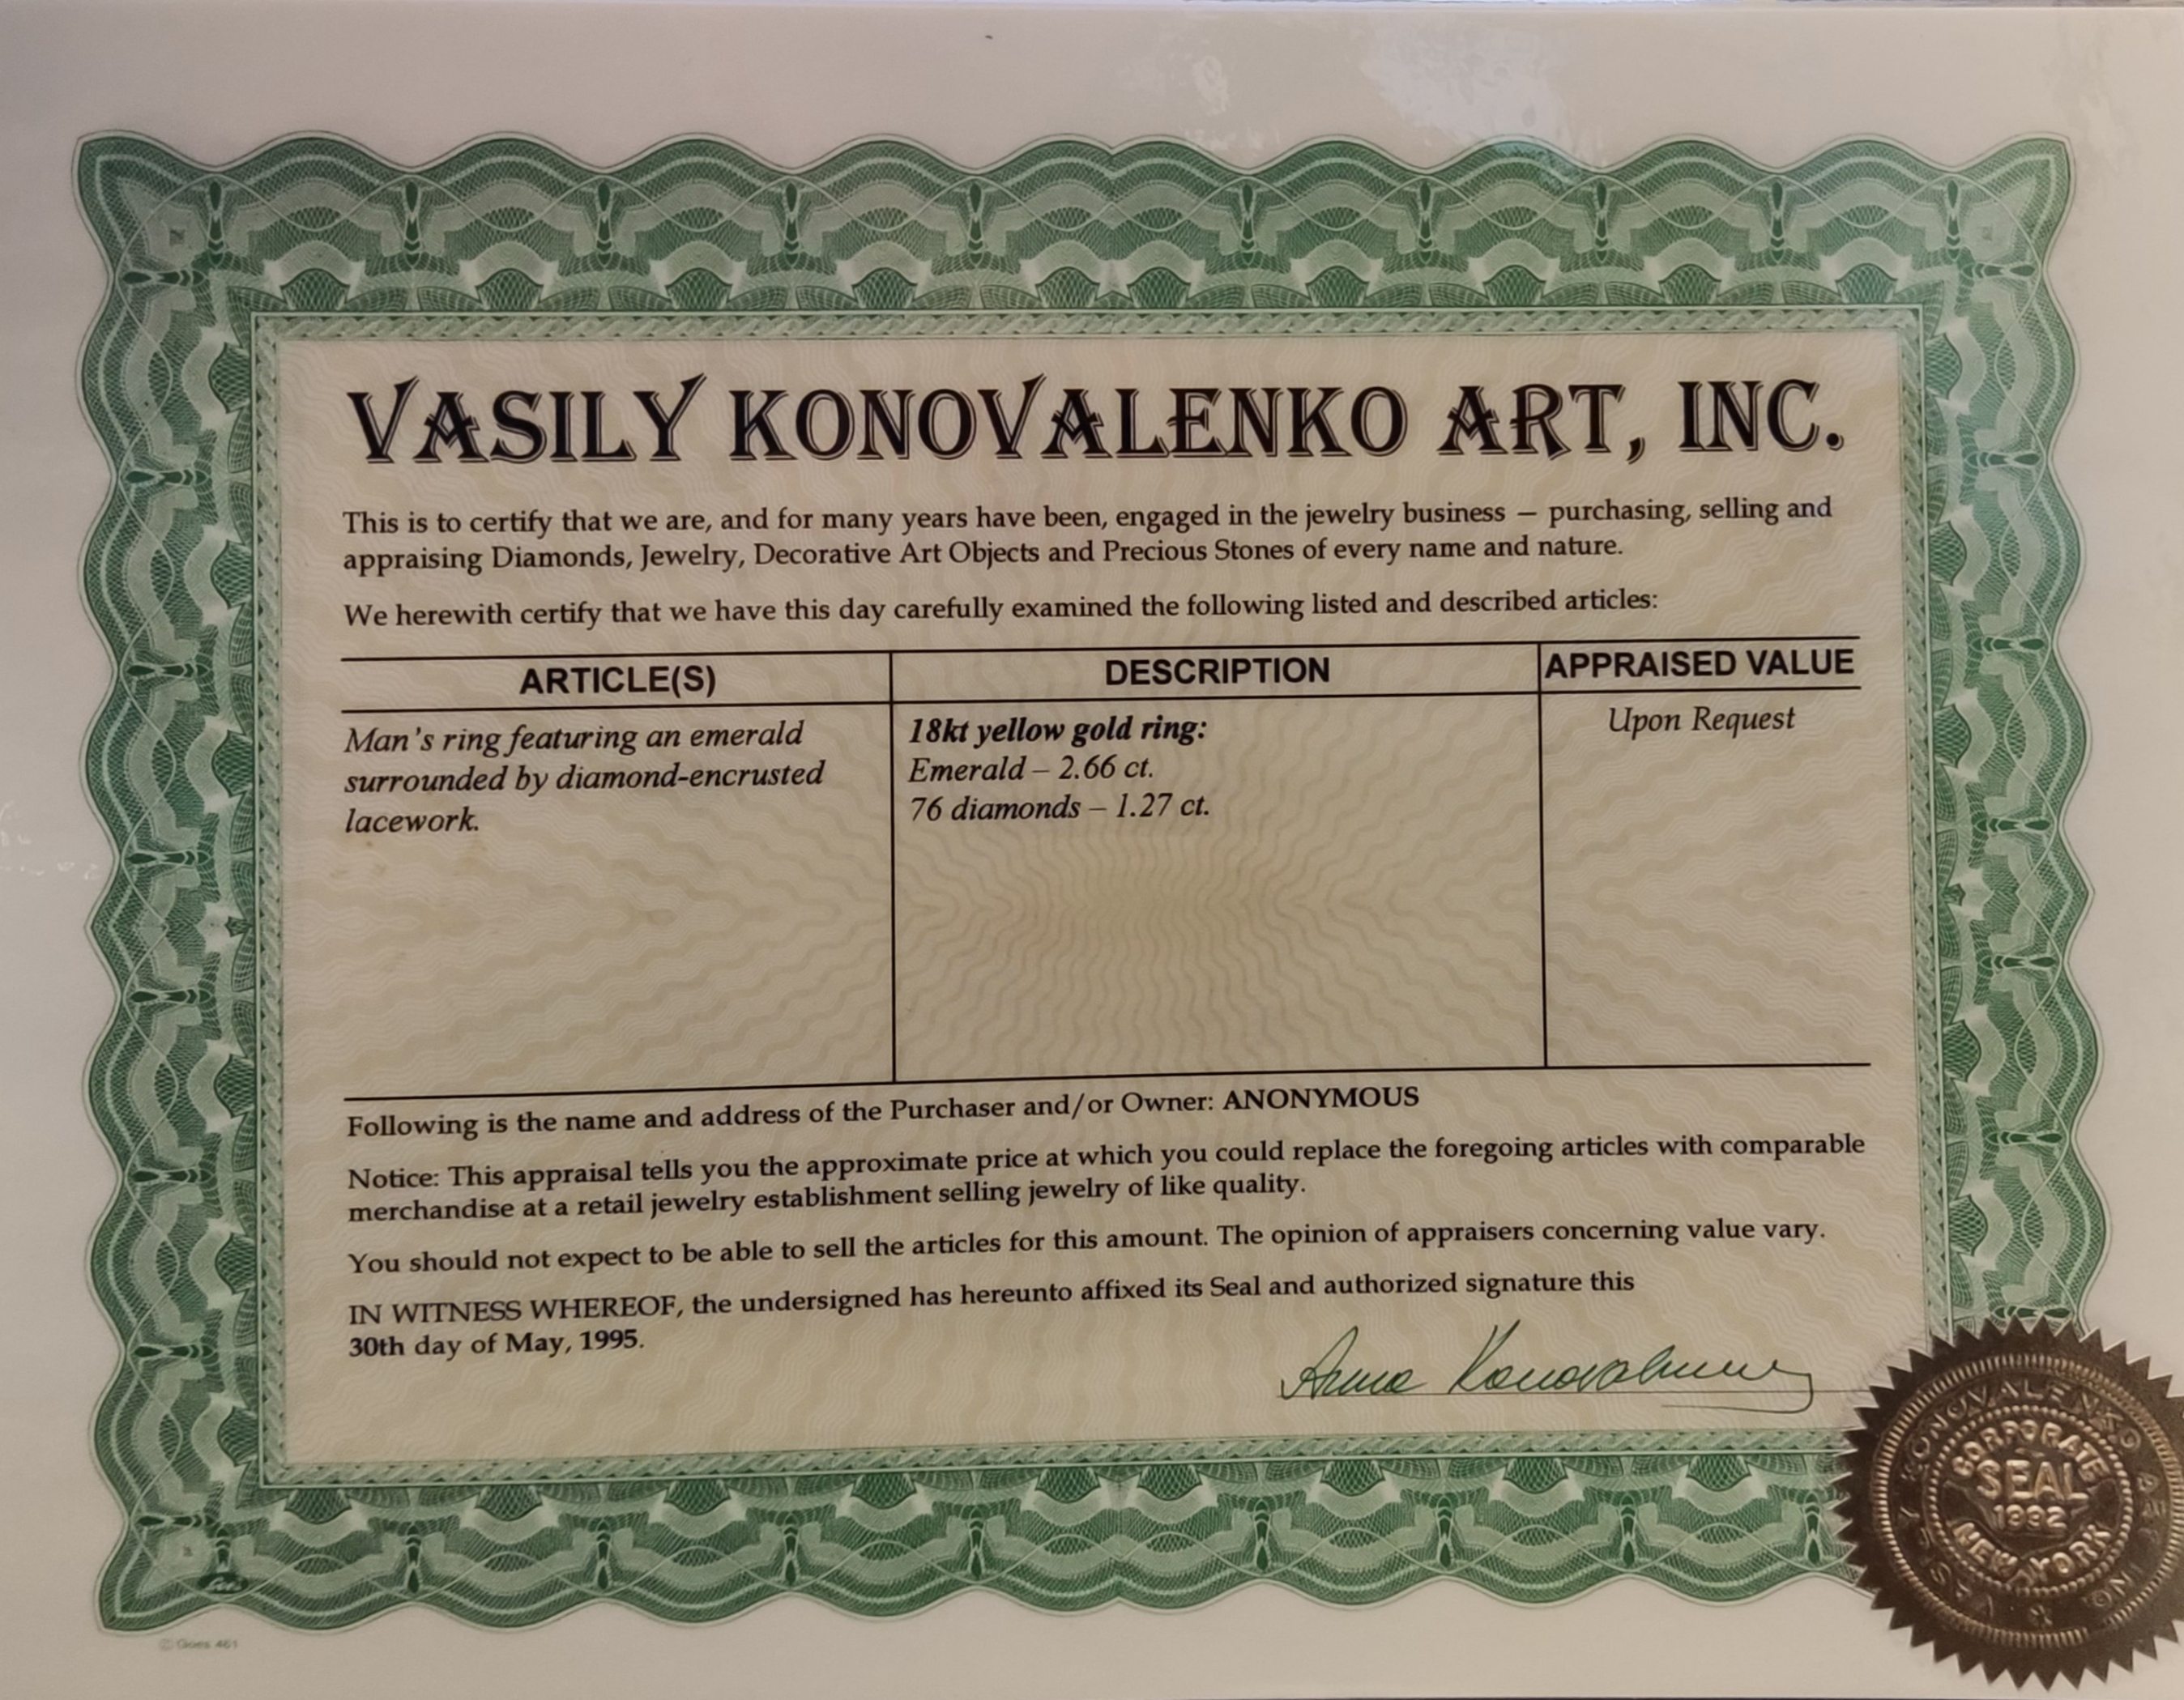 VASILY KONOVALENKO ART, INC.
This is to certify that we are, and for many years have been, engaged in the jewelry business — purchasing, selling and
appraising Diamonds, Jewelry, Decorative Art Objects and Precious Stones of every name and nature.
We herewith certify that we have this day carefully examined the following listed and described articles:
ARTICLE(S)
DESCRIPTION
APPRAISED VALUE
Man's ring featuring an emerald
surrounded by diamond-encrusted
lacework.
18kt yellow gold ring:
Emerald – 2.66 ct.
76 diamonds – 1.27 ct.
Upon Request
Following is the name and address of the Purchaser and/or Owner: ANONYMOUS
Notice: This appraisal tells you the approximate price at which you could replace the foregoing articles with comparable
merchandise at a retail jewelry establishment selling jewelry of like quality.
You should not expect to be able to sell the articles for this amount. The opinion of appraisers concerning value vary.
IN WITNESS WHEREOF, the undersigned has hereunto affixed its Seal and authorized signature this
30th day of May, 1995.
VASILY KONOVALENKO
CORPORATE
SEAL
1992
NEW YORK
© Goes 461